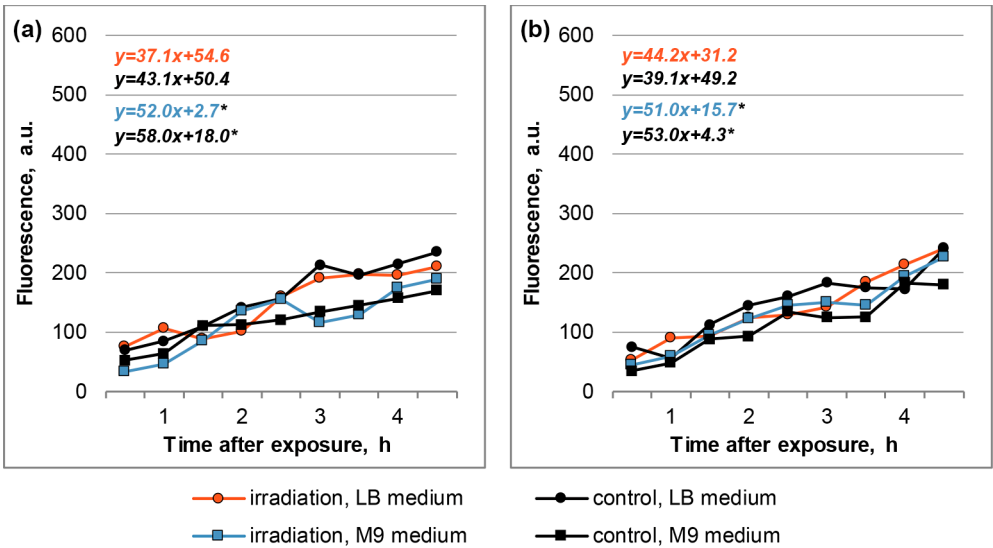 (a)
y=37.1x+54.6
y=43.1x+50.4
y=52.0x+2.7*
y=58.0x+18.0*
600
500
400
300
200
100
0
Fluorescence, a.u.
1 2 3 4
Time after exposure, h
(b)
y=44.2x+31.2
y=39.1x+49.2
y=51.0x+15.7*
y=53.0x+4.3*
600
500
400
300
200
100
0
Fluorescence, a.u.
1 2 3 4
Time after exposure, h
irradiation, LB medium
control, LB medium
irradiation, M9 medium
control, M9 medium